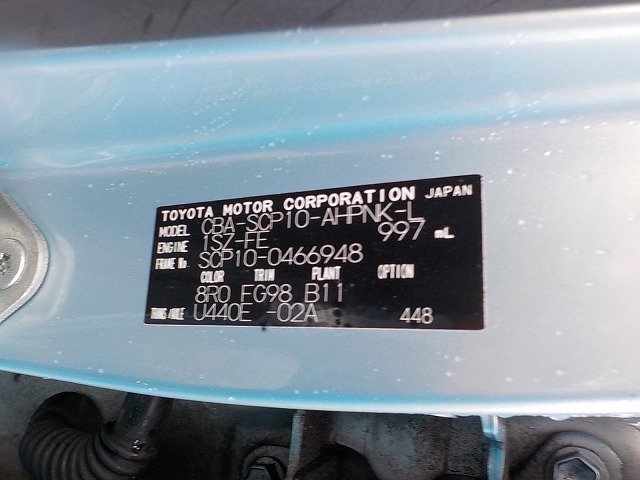 TOYOTA MOTOR CORPORATION JAPAN
MODEL CBA-SCP10-AHPNK-L
ENGINE 1SZ-FE 997 mL
FRAME No. SCP10-0466948
COLOR TRIM PLANT OPTION
8R0 FG98 B11
TRANS/AXLE U440E -02A 448